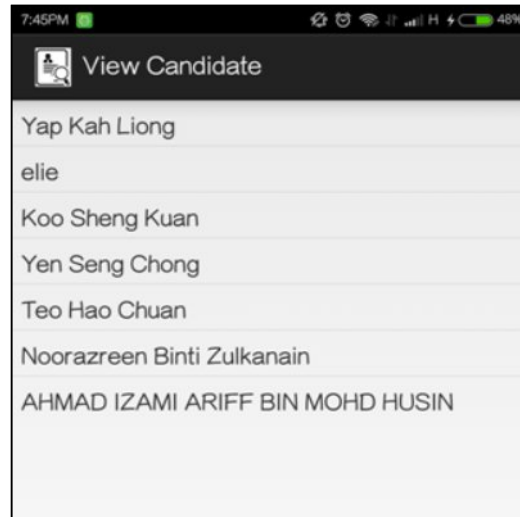 7:45PM H 48%
View Candidate
Yap Kah Liong
elie
Koo Sheng Kuan
Yen Seng Chong
Teo Hao Chuan
Noorazreen Binti Zulkanain
AHMAD IZAMI ARIFF BIN MOHD HUSIN